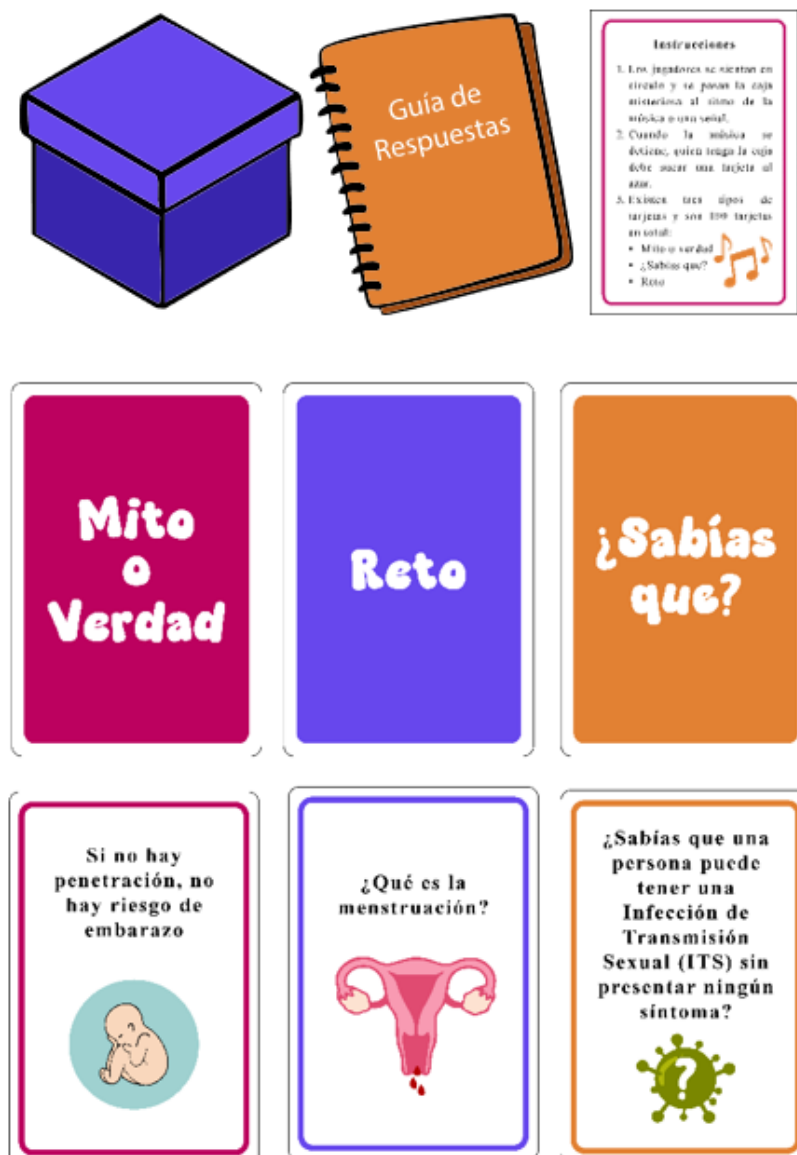 Guía de
Respuestas
Instrucciones
1. Los jugadores se sientan en
círculo y se pasan la caja
misteriosa al ritmo de la
música o una señal.
2. Cuando la música se
detiene, quien tenga la caja
debe sacar una tarjeta al
azar.
3. Existen tres tipos de
tarjetas y son 100 tarjetas
en total:
• Mito o verdad
• ¿Sabías que?
• Reto
Mito
o
Verdad
Reto
¿Sabías
que?
Si no hay
penetración, no
hay riesgo de
embarazo
¿Qué es la
menstruación?
¿Sabías que una
persona puede
tener una
Infección de
Transmisión
Sexual (ITS) sin
presentar ningún
síntoma?
?